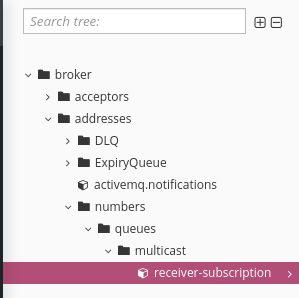 Search tree:
broker
acceptors
addresses
DLQ
ExpiryQueue
activemq.notifications
numbers
queues
multicast
receiver-subscription